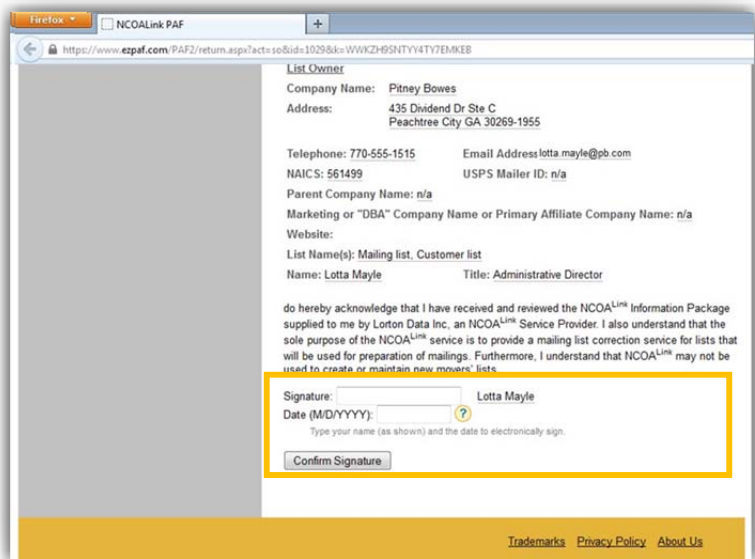 Firefox
NCOALink PAF
+
https://www.ezpaf.com/PAF2/return.aspx?act=so&id=1029&k=WWKZH9SNTYY4TY7EMKEB
List Owner
Company Name: Pitney Bowes
Address: 435 Dividend Dr Ste C
Peachtree City GA 30269-1955
Telephone: 770-555-1515 Email Address lotta.mayle@pb.com
NAICS: 561499 USPS Mailer ID: n/a
Parent Company Name: n/a
Marketing or "DBA" Company Name or Primary Affiliate Company Name: n/a
Website:
List Name(s): Mailing list, Customer list
Name: Lotta Mayle Title: Administrative Director
do hereby acknowledge that I have received and reviewed the NCOALink Information Package
supplied to me by Lorton Data Inc, an NCOALink Service Provider. I also understand that the
sole purpose of the NCOALink service is to provide a mailing list correction service for lists that
will be used for preparation of mailings. Furthermore, I understand that NCOALink may not be
used to create or maintain new movers' lists.
Signature: Lotta Mayle
Date (M/D/YYYY): ?
Type your name (as shown) and the date to electronically sign.
Confirm Signature
Trademarks Privacy Policy About Us